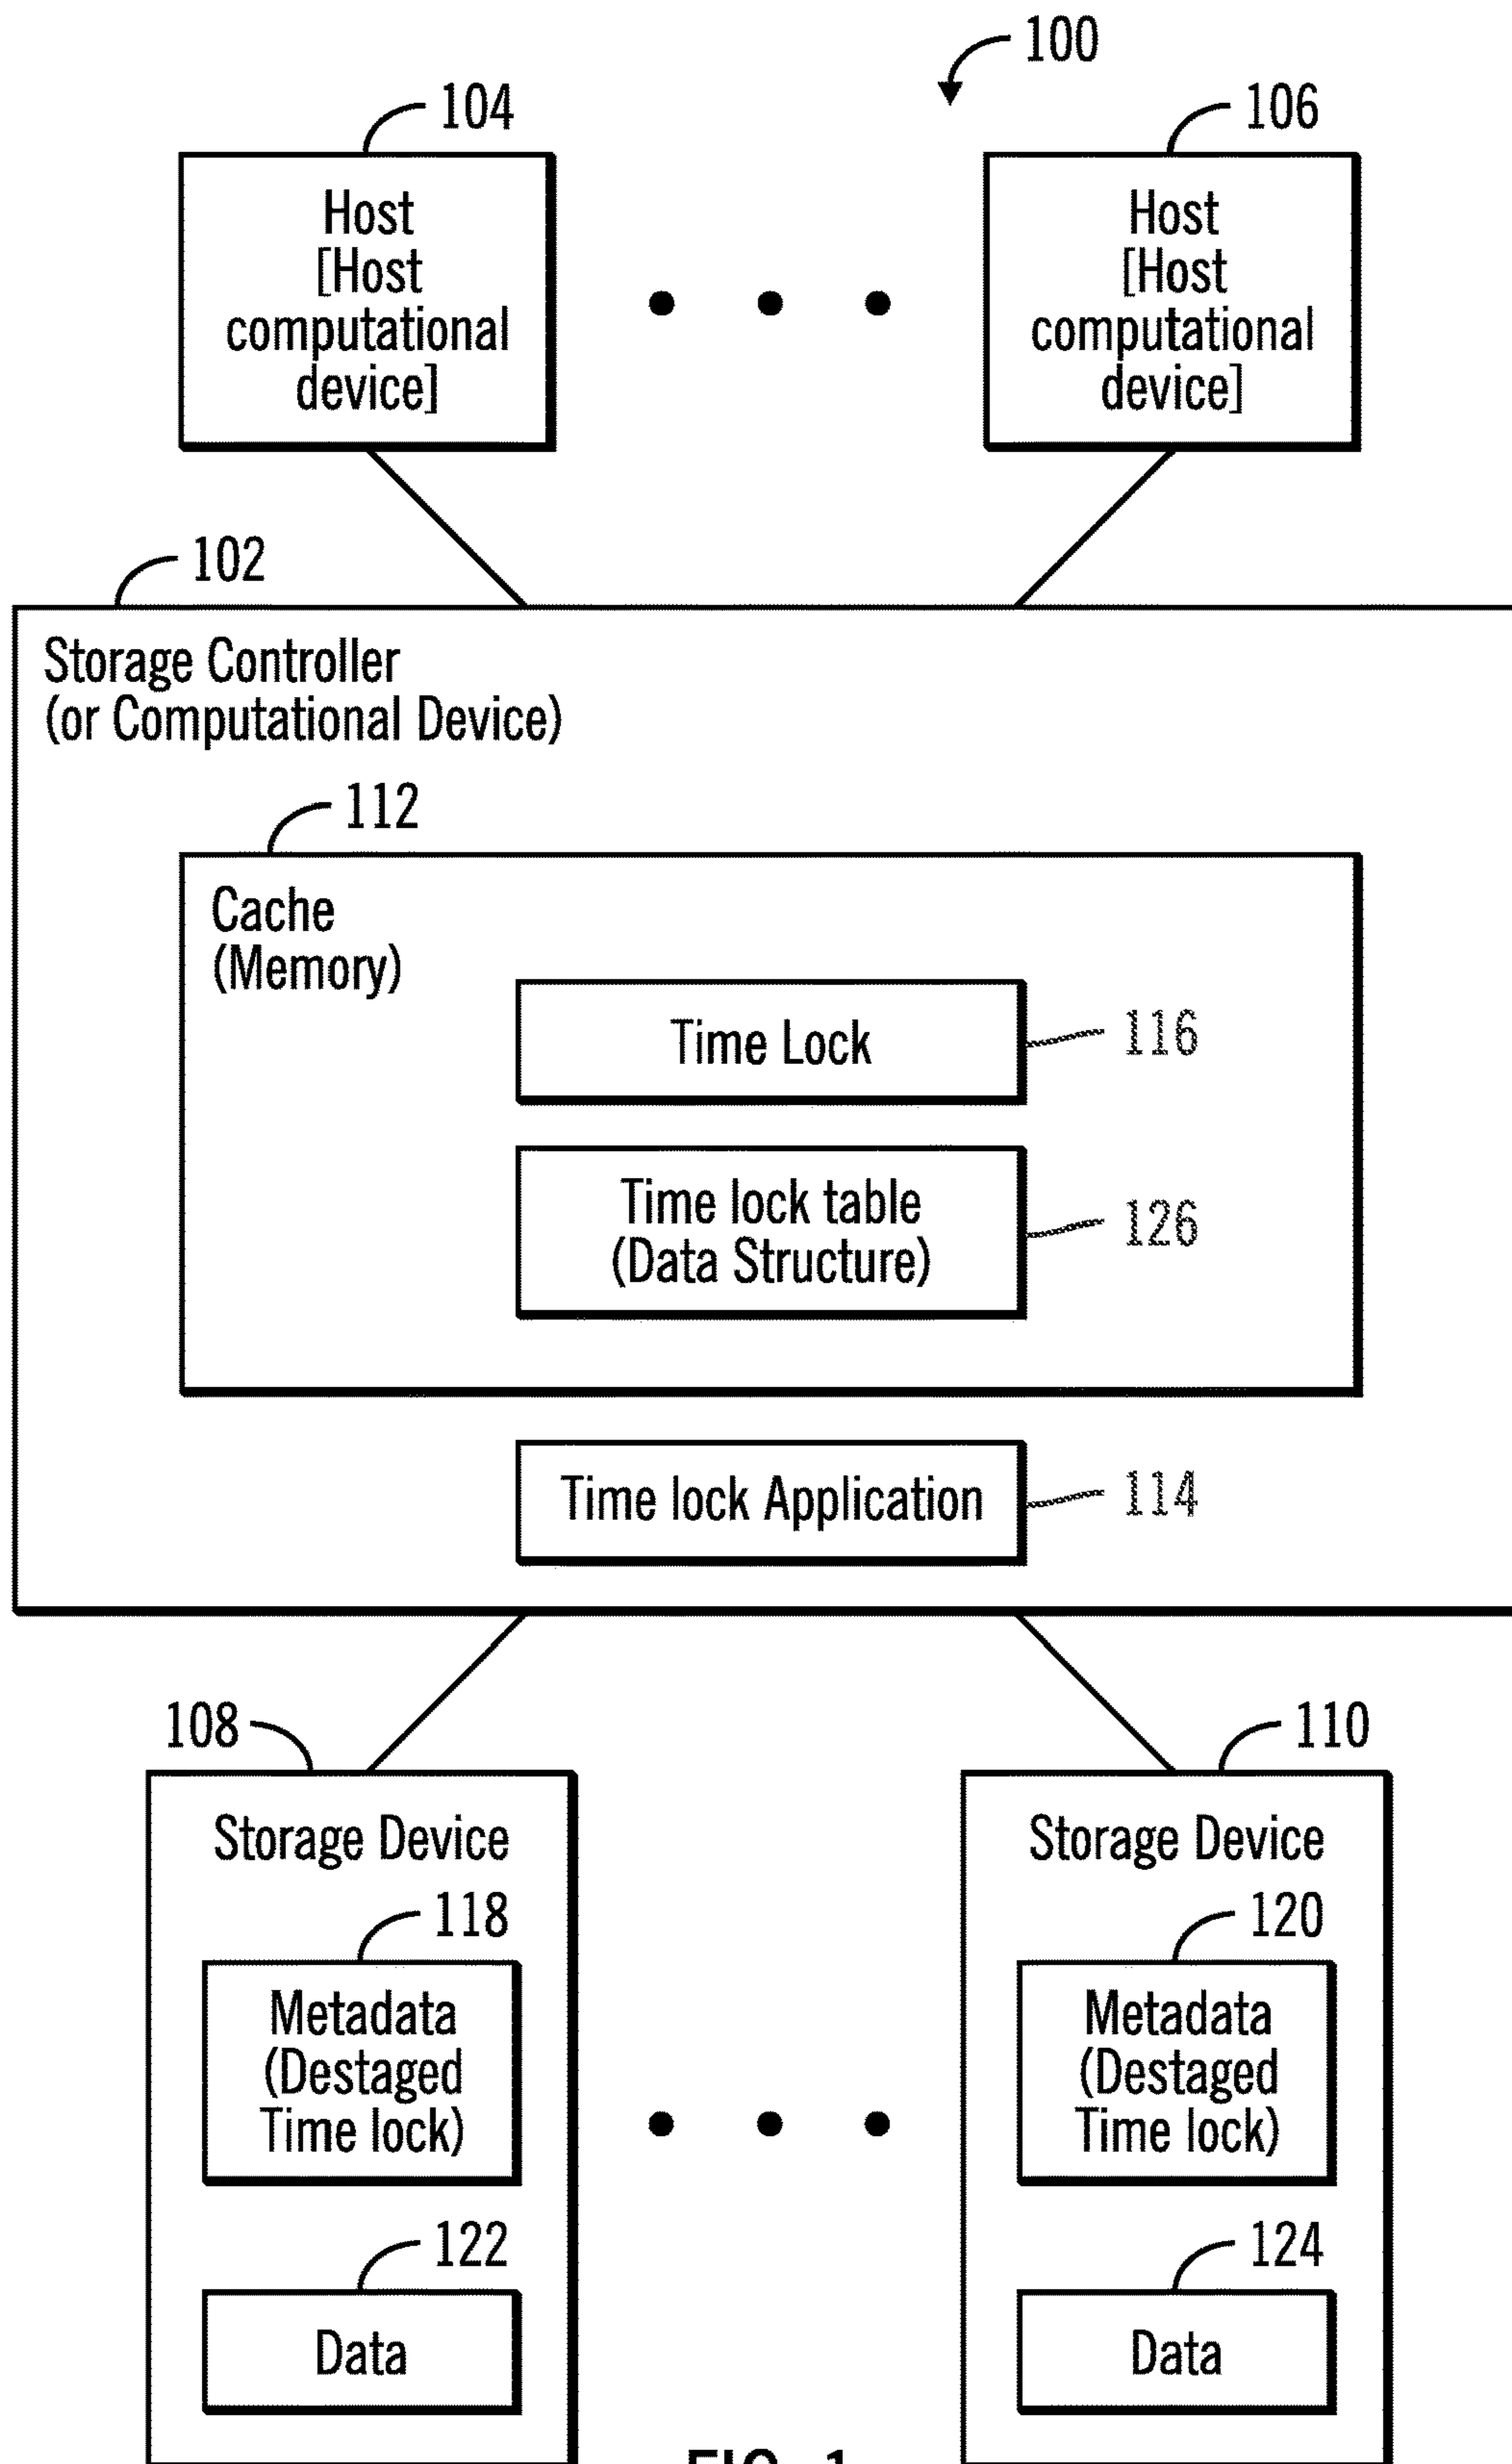 100
104
106
Host
[Host
computational
device]
Host
[Host
computational
device]
102
Storage Controller
(or Computational Device)
112
Cache
(Memory)
Time Lock
116
Time lock table
(Data Structure)
126
Time lock Application
114
108
110
Storage Device
Storage Device
118
120
Metadata
(Destaged
Time lock)
Metadata
(Destaged
Time lock)
122
124
Data
Data
FIG. 1